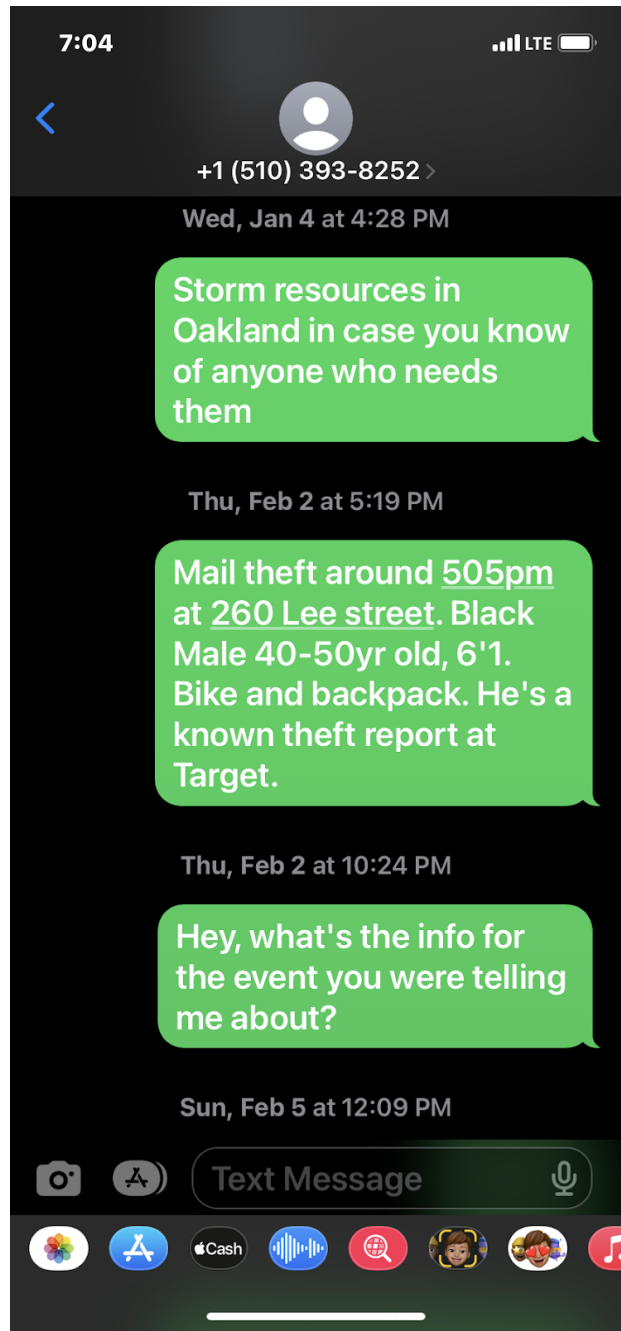 7:04
LTE
+1 (510) 393-8252
Wed, Jan 4 at 4:28 PM
Storm resources in
Oakland in case you know
of anyone who needs
them
Thu, Feb 2 at 5:19 PM
Mail theft around 505pm
at 260 Lee street. Black
Male 40-50yr old, 6'1.
Bike and backpack. He's a
known theft report at
Target.
Thu, Feb 2 at 10:24 PM
Hey, what's the info for
the event you were telling
me about?
Sun, Feb 5 at 12:09 PM
Text Message
Cash